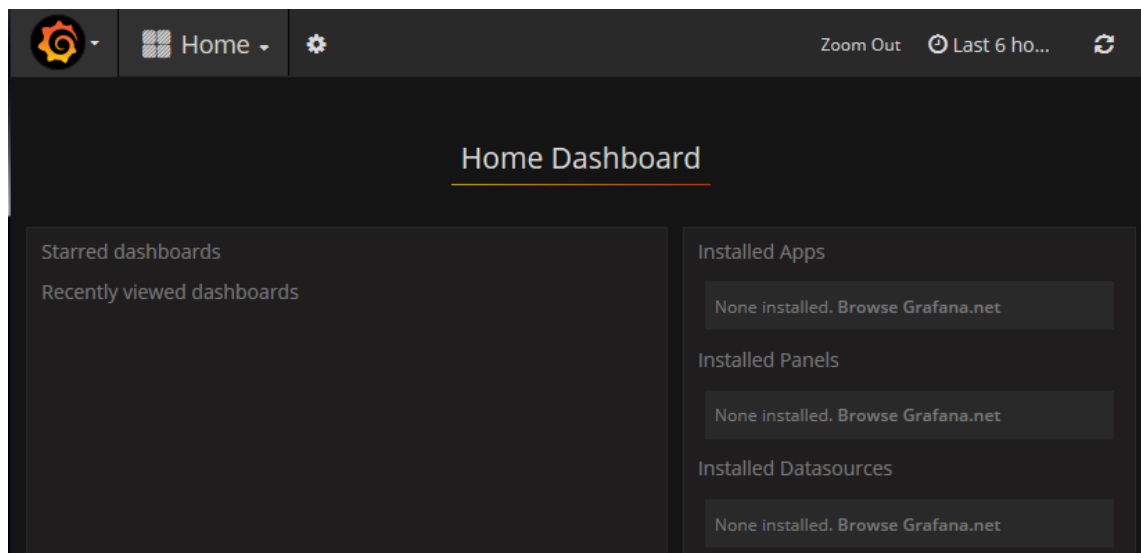 Home
Zoom Out
Last 6 ho...
Home Dashboard
Starred dashboards
Recently viewed dashboards
Installed Apps
None installed. Browse Grafana.net
Installed Panels
None installed. Browse Grafana.net
Installed Datasources
None installed. Browse Grafana.net